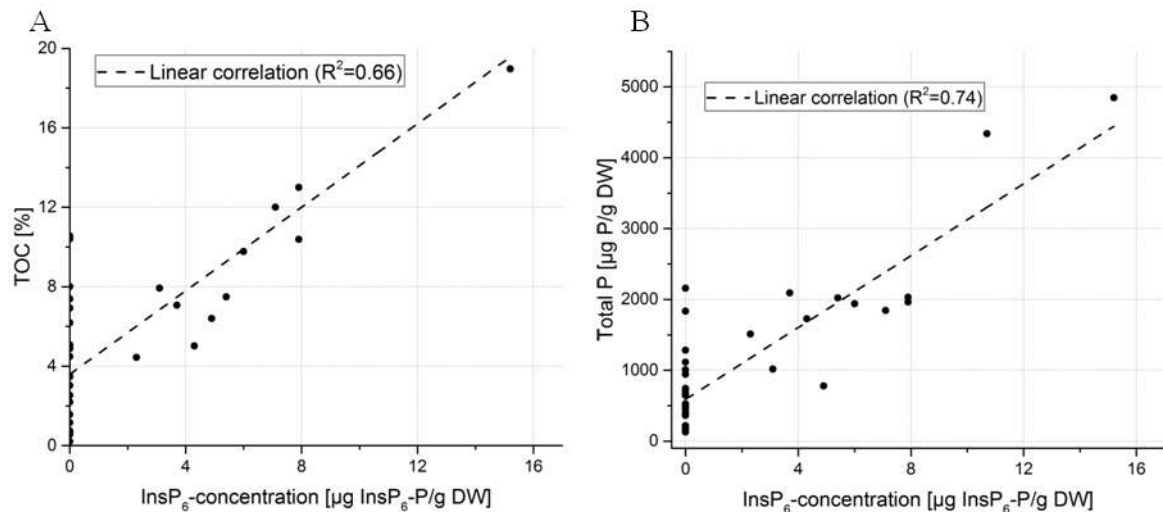 A
Linear correlation (R²=0.66)
TOC [%]
20
16
12
8
4
0
0 4 8 12 16
InsP₆-concentration [µg InsP₆-P/g DW]
B
Linear correlation (R²=0.74)
Total P [µg P/g DW]
5000
4000
3000
2000
1000
0
0 4 8 12 16
InsP₆-concentration [µg InsP₆-P/g DW]